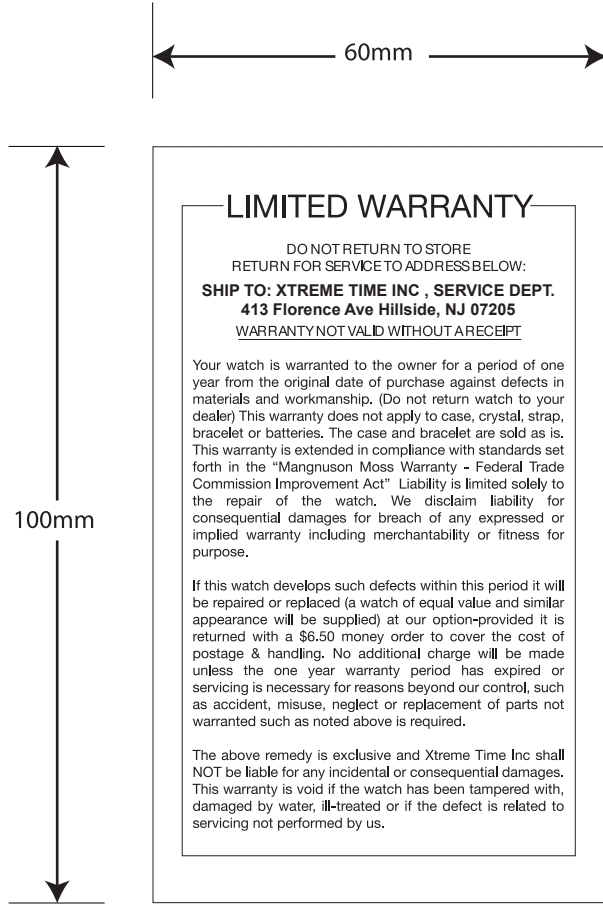 60mm
100mm
LIMITED WARRANTY
DO NOT RETURN TO STORE
RETURN FOR SERVICE TO ADDRESS BELOW:
SHIP TO: XTREME TIME INC , SERVICE DEPT.
413 Florence Ave Hillside, NJ 07205
WARRANTY NOT VALID WITHOUT A RECEIPT
Your watch is warranted to the owner for a period of one
year from the original date of purchase against defects in
materials and workmanship. (Do not return watch to your
dealer) This warranty does not apply to case, crystal, strap,
bracelet or batteries. The case and bracelet are sold as is.
This warranty is extended in compliance with standards set
forth in the “Mangnuson Moss Warranty - Federal Trade
Commission Improvement Act” Liability is limited solely to
the repair of the watch. We disclaim liability for
consequential damages for breach of any expressed or
implied warranty including merchantability or fitness for
purpose.
If this watch develops such defects within this period it will
be repaired or replaced (a watch of equal value and similar
appearance will be supplied) at our option-provided it is
returned with a $6.50 money order to cover the cost of
postage & handling. No additional charge will be made
unless the one year warranty period has expired or
servicing is necessary for reasons beyond our control, such
as accident, misuse, neglect or replacement of parts not
warranted such as noted above is required.
The above remedy is exclusive and Xtreme Time Inc shall
NOT be liable for any incidental or consequential damages.
This warranty is void if the watch has been tampered with,
damaged by water, ill-treated or if the defect is related to
servicing not performed by us.